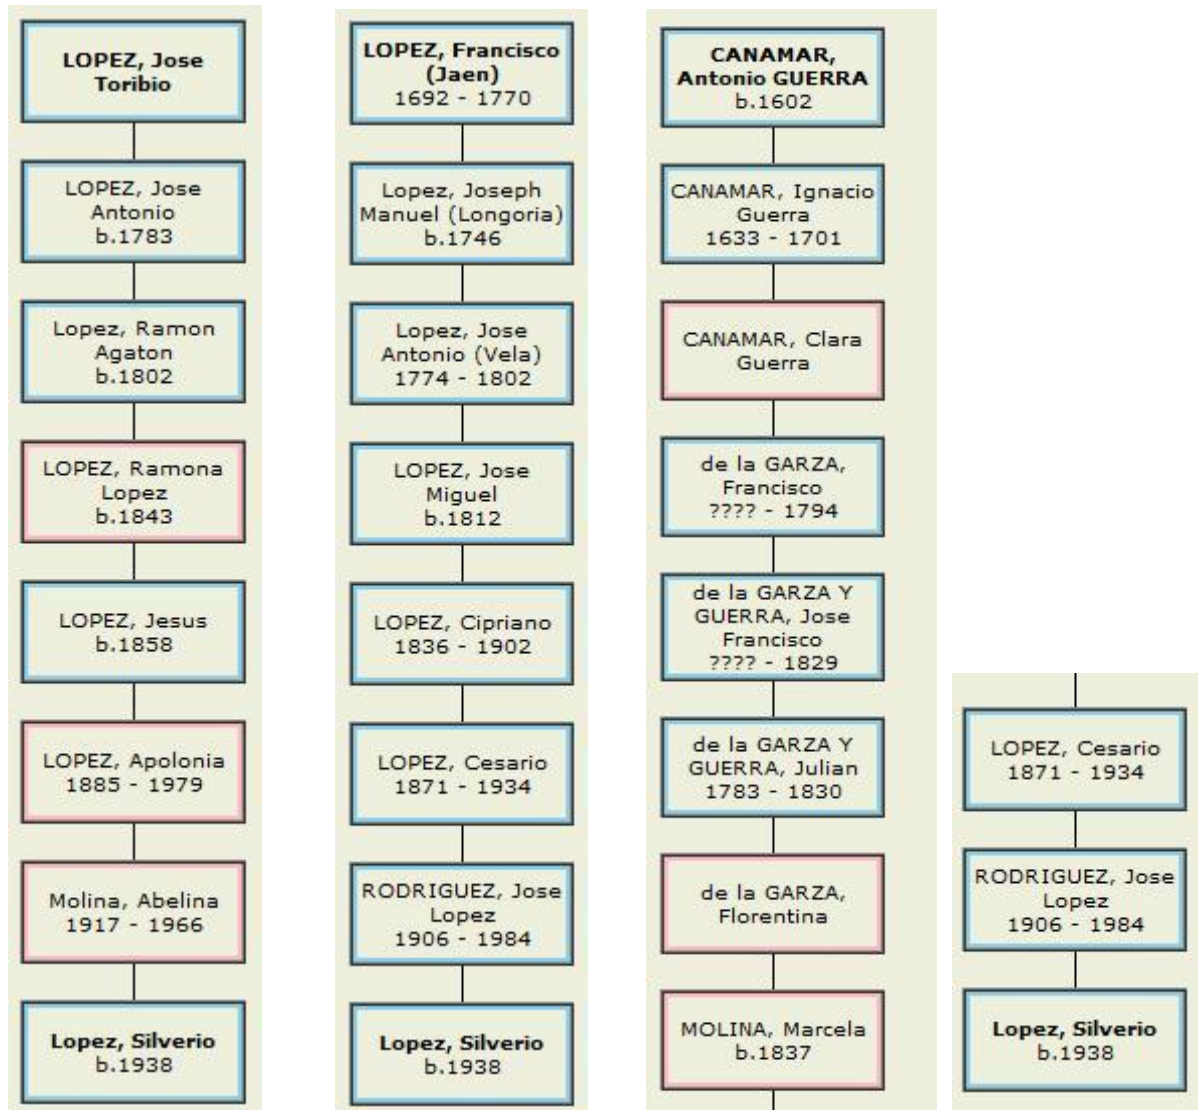 LOPEZ, Jose
Toribio
LOPEZ, Jose
Antonio
b.1783
Lopez, Ramon
Agaton
b.1802
LOPEZ, Ramona
Lopez
b.1843
LOPEZ, Jesus
b.1858
LOPEZ, Apolonia
1885 - 1979
Molina, Abelina
1917 - 1966
Lopez, Silverio
b.1938
LOPEZ, Francisco
(Jaen)
1692 - 1770
Lopez, Joseph
Manuel (Longoria)
b.1746
Lopez, Jose
Antonio (Vela)
1774 - 1802
LOPEZ, Jose
Miguel
b.1812
LOPEZ, Cipriano
1836 - 1902
LOPEZ, Cesario
1871 - 1934
RODRIGUEZ, Jose
Lopez
1906 - 1984
Lopez, Silverio
b.1938
CANAMAR,
Antonio GUERRA
b.1602
CANAMAR, Ignacio
Guerra
1633 - 1701
CANAMAR, Clara
Guerra
de la GARZA,
Francisco
???? - 1794
de la GARZA Y
GUERRA, Jose
Francisco
???? - 1829
de la GARZA Y
GUERRA, Julian
1783 - 1830
de la GARZA,
Florentina
MOLINA, Marcela
b.1837
LOPEZ, Cesario
1871 - 1934
RODRIGUEZ, Jose
Lopez
1906 - 1984
Lopez, Silverio
b.1938